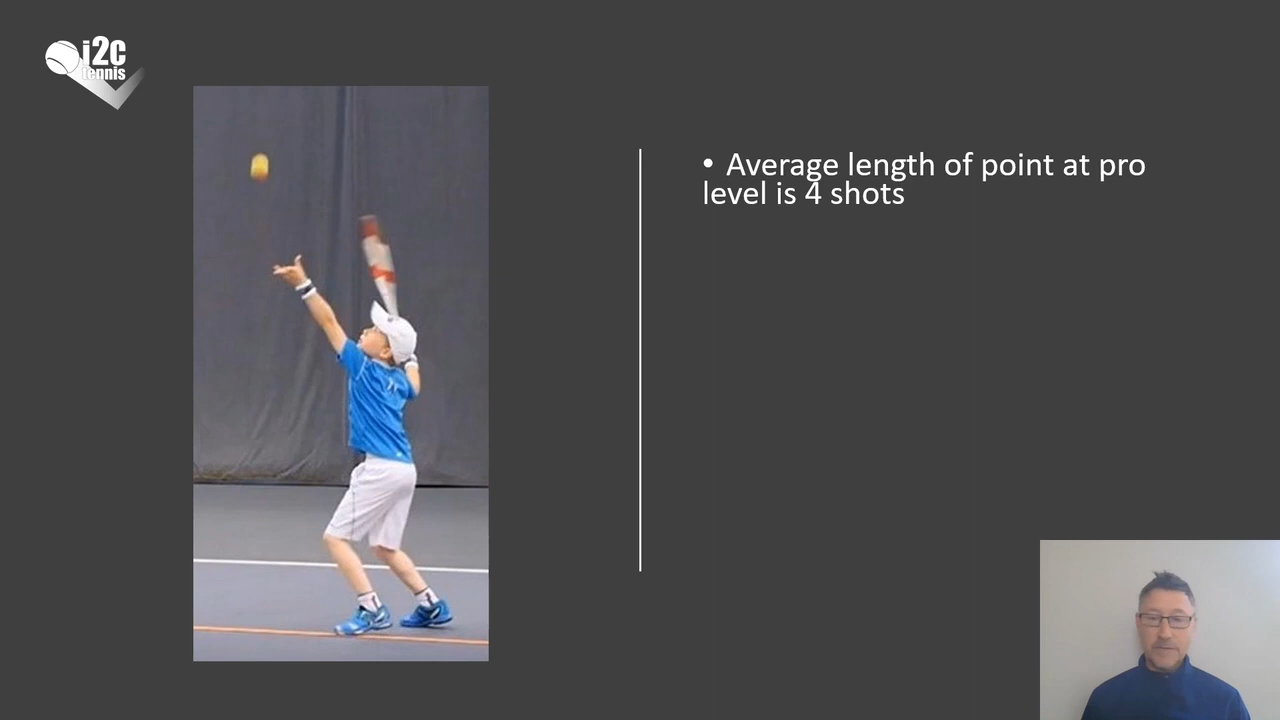 i2c
tennis
• Average length of point at pro
level is 4 shots